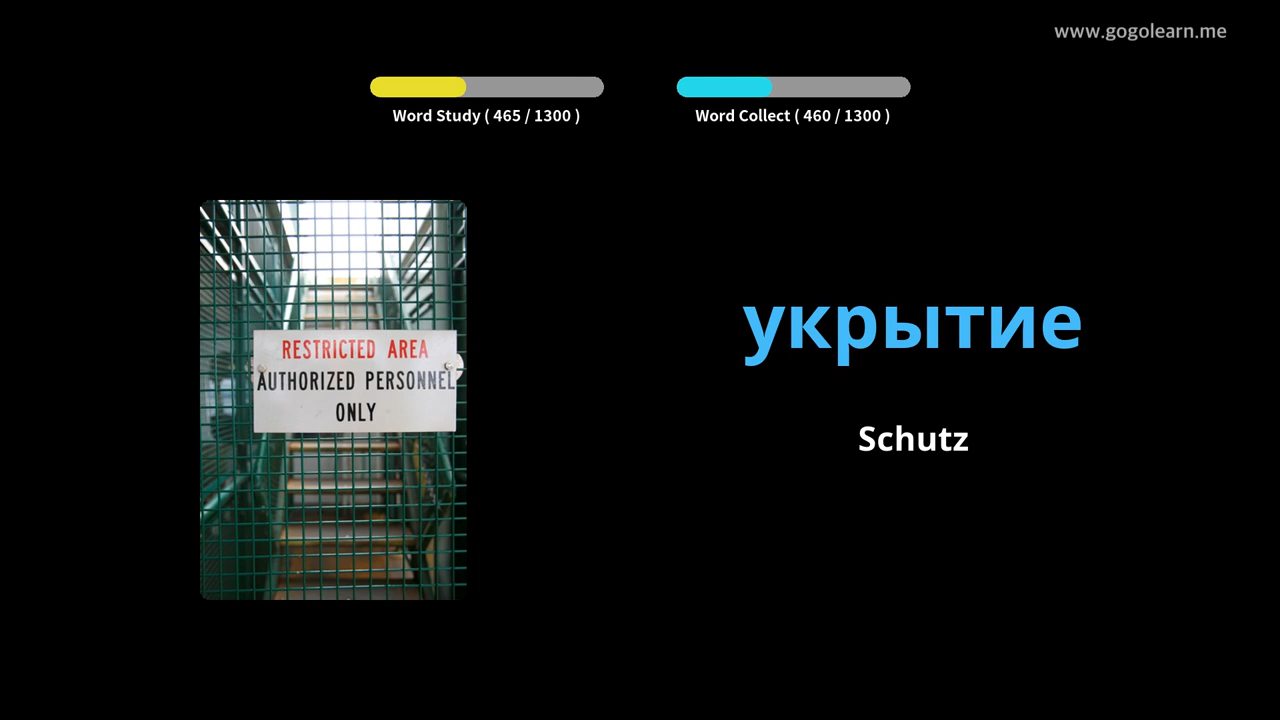 www.gogolearn.me
Word Study ( 465 / 1300 )
Word Collect ( 460 / 1300 )
RESTRICTED AREA
AUTHORIZED PERSONNEL
ONLY
укрытие
Schutz